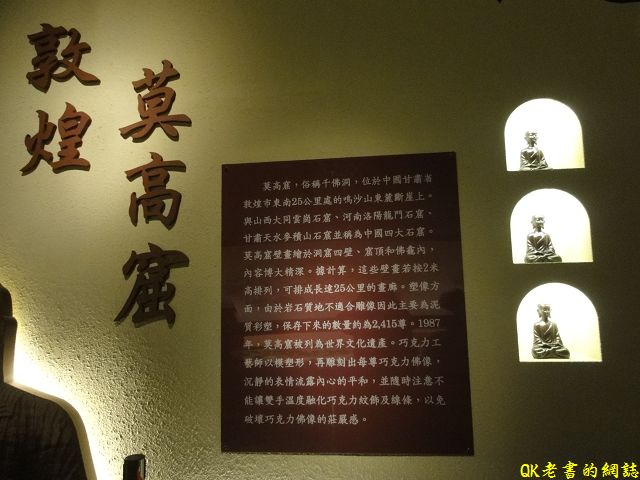 敦煌
莫高窟
莫高窟，俗稱千佛洞，位於中國甘肅省
敦煌市東南25公里處的鳴沙山東麓斷崖上。
與山西大同雲崗石窟、河南洛陽龍門石窟、
甘肅天水麥積山石窟並稱為中國四大石窟。
莫高窟壁畫繪於洞窟四壁、窟頂和佛龕內，
內容博大精深。據計算，這些壁畫若按2米
高排列，可排成長達25公里的畫廊。塑像方
面，由於岩石質地不適合雕像因此主要為泥
質彩塑，保存下來的數量約為2,415尊。1987
年，莫高窟被列為世界文化遺產。巧克力工
藝師以模塑形，再雕刻出每尊巧克力佛像，
沉靜的表情流露內心的平和，並隨時注意不
能讓雙手溫度融化巧克力紋飾及線條，以免
破壞巧克力佛像的莊嚴感。
QK老書的網誌